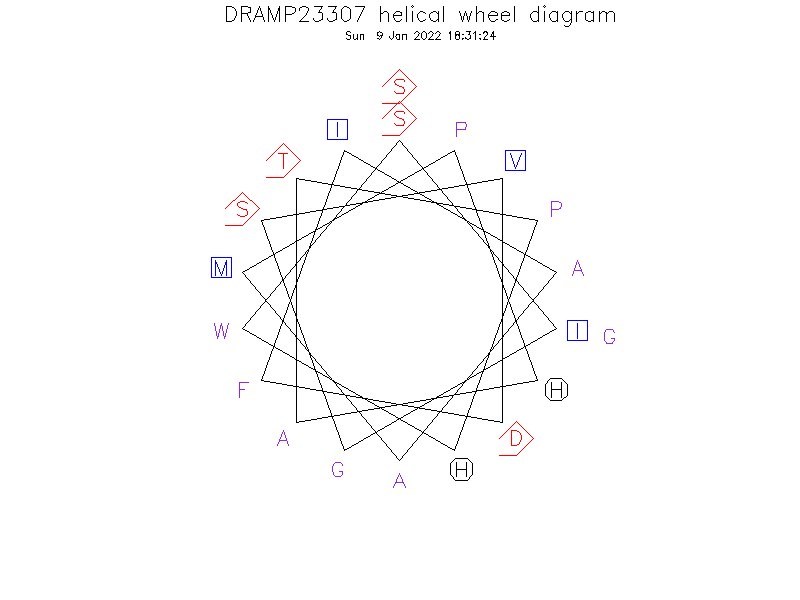 DRAMP23307 helical wheel diagram
Sun 9 Jan 2022 18:31:24
S
I S P
T V
S P
M A
W I G
F H
A D
G H
A